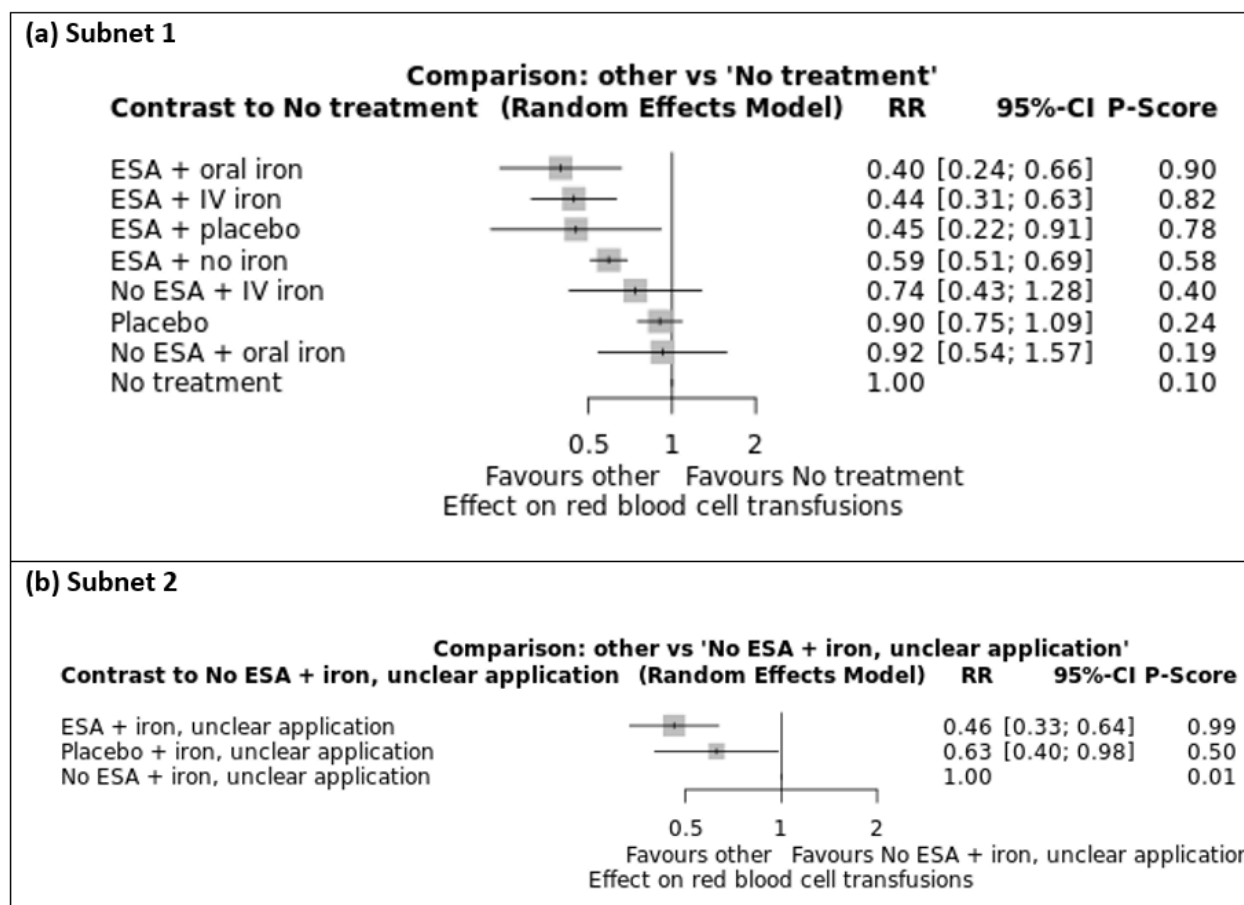 (a) Subnet 1
Comparison: other vs 'No treatment'
Contrast to No treatment (Random Effects Model) RR 95%-CI P-Score
ESA + oral iron 0.40 [0.24; 0.66] 0.90
ESA + IV iron 0.44 [0.31; 0.63] 0.82
ESA + placebo 0.45 [0.22; 0.91] 0.78
ESA + no iron 0.59 [0.51; 0.69] 0.58
No ESA + IV iron 0.74 [0.43; 1.28] 0.40
Placebo 0.90 [0.75; 1.09] 0.24
No ESA + oral iron 0.92 [0.54; 1.57] 0.19
No treatment 1.00 0.10
0.5 1 2
Favours other Favours No treatment
Effect on red blood cell transfusions
(b) Subnet 2
Comparison: other vs 'No ESA + iron, unclear application'
Contrast to No ESA + iron, unclear application (Random Effects Model) RR 95%-CI P-Score
ESA + iron, unclear application 0.46 [0.33; 0.64] 0.99
Placebo + iron, unclear application 0.63 [0.40; 0.98] 0.50
No ESA + iron, unclear application 1.00 0.01
0.5 1 2
Favours other Favours No ESA + iron, unclear application
Effect on red blood cell transfusions